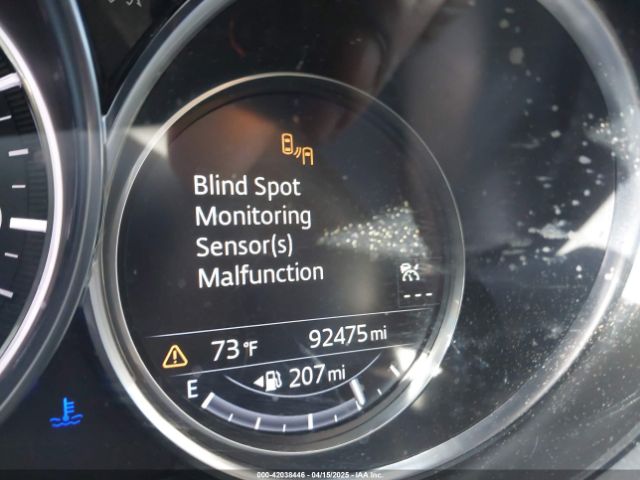 Blind Spot
Monitoring
Sensor(s)
Malfunction
---
73°F 92475 mi
E 207 mi
000-42038446 - 04/15/2025 - IAA Inc.